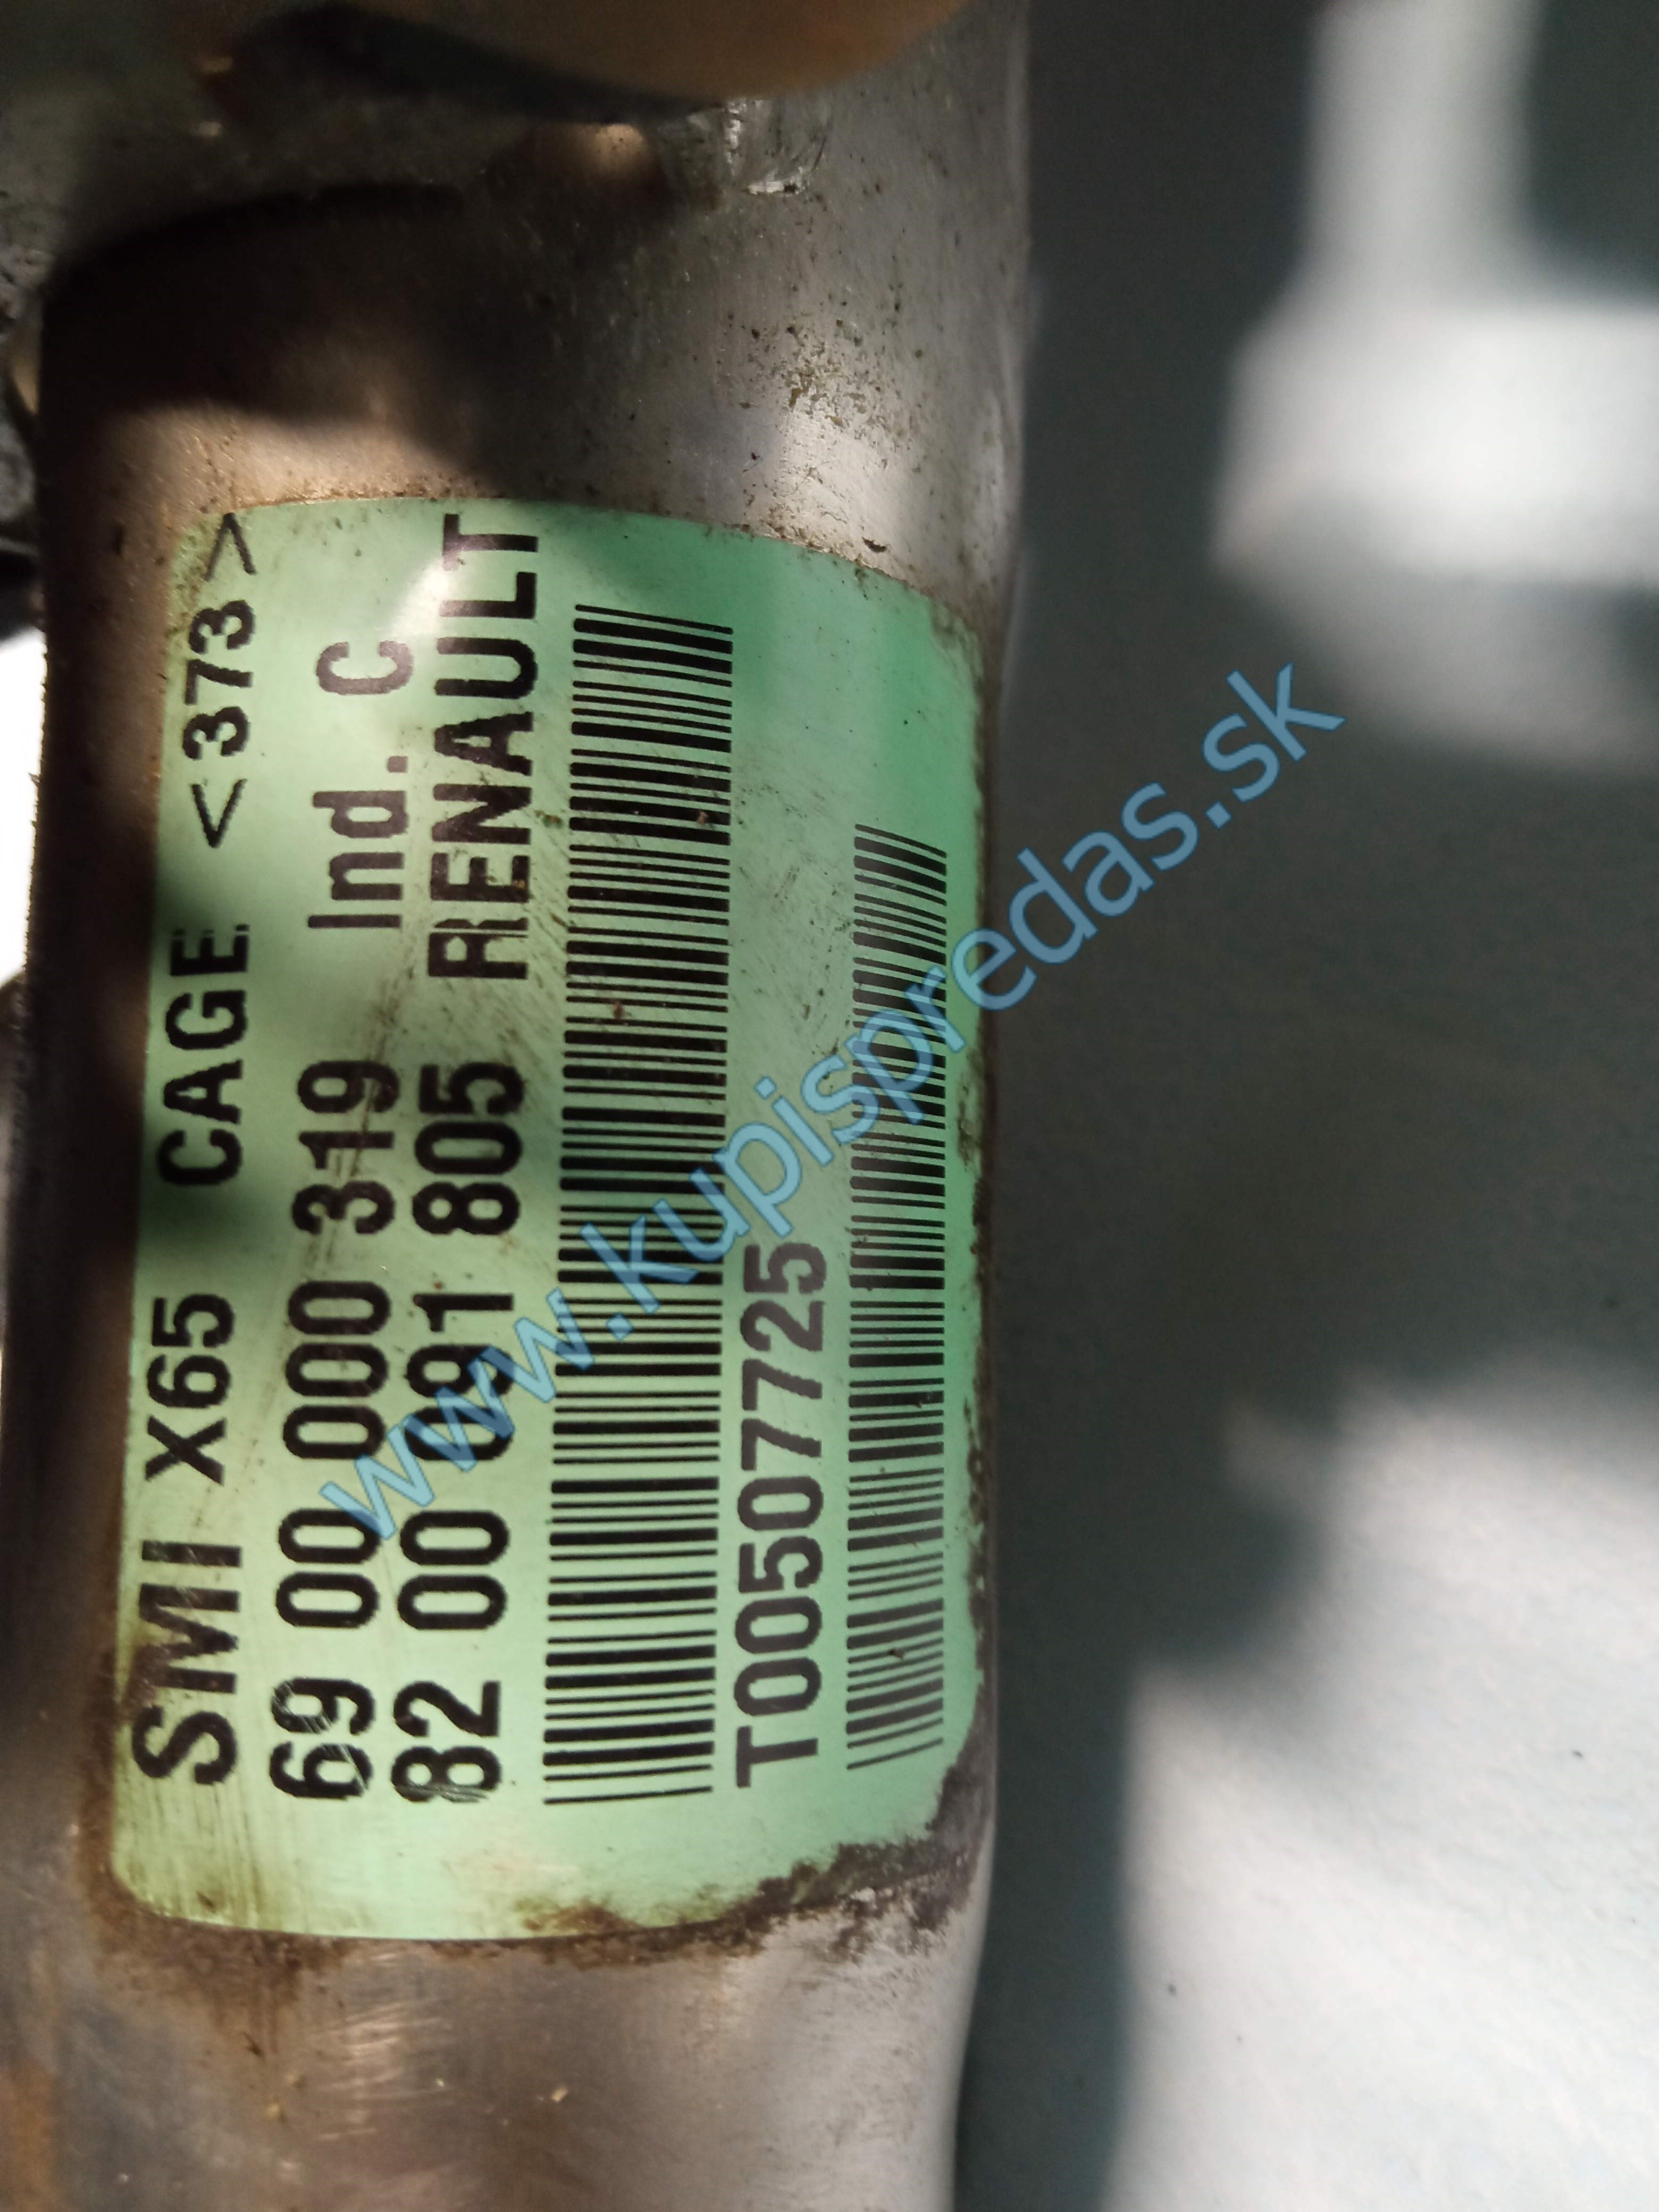 SMI X65 CAGE <373>
69 00 000 319 Ind. C
82 00 091 805 RENAULT
T00507725
www.kupispredas.sk